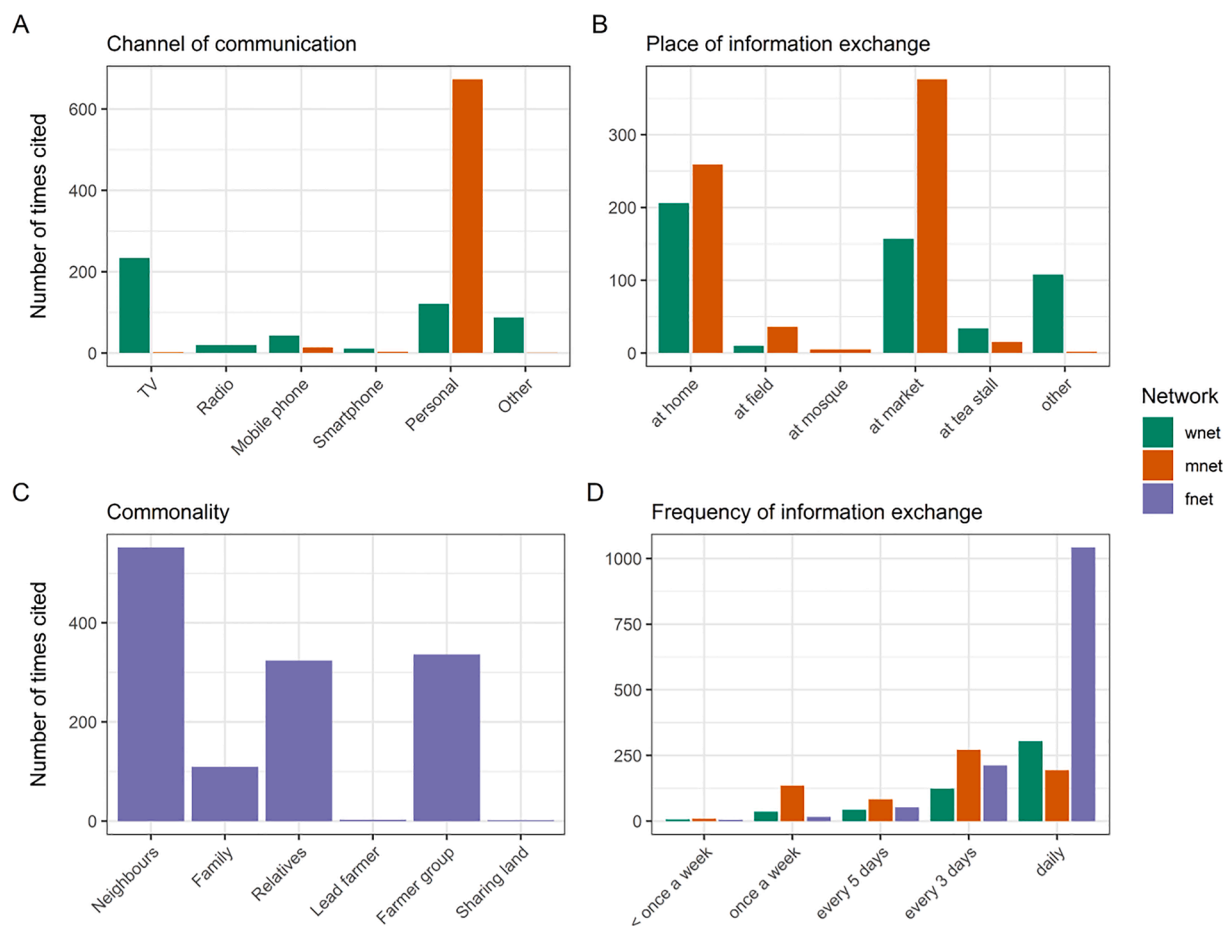 A
Channel of communication
Number of times cited
600
400
200
0
TV
Radio
Mobile phone
Smartphone
Personal
Other
B
Place of information exchange
300
200
100
0
at home
at field
at mosque
at market
at tea stall
other
Network
wnet
mnet
fnet
C
Commonality
Number of times cited
400
200
0
Neighbours
Family
Relatives
Lead farmer
Farmer group
Sharing land
D
Frequency of information exchange
1000
750
500
250
0
< once a week
once a week
every 5 days
every 3 days
daily